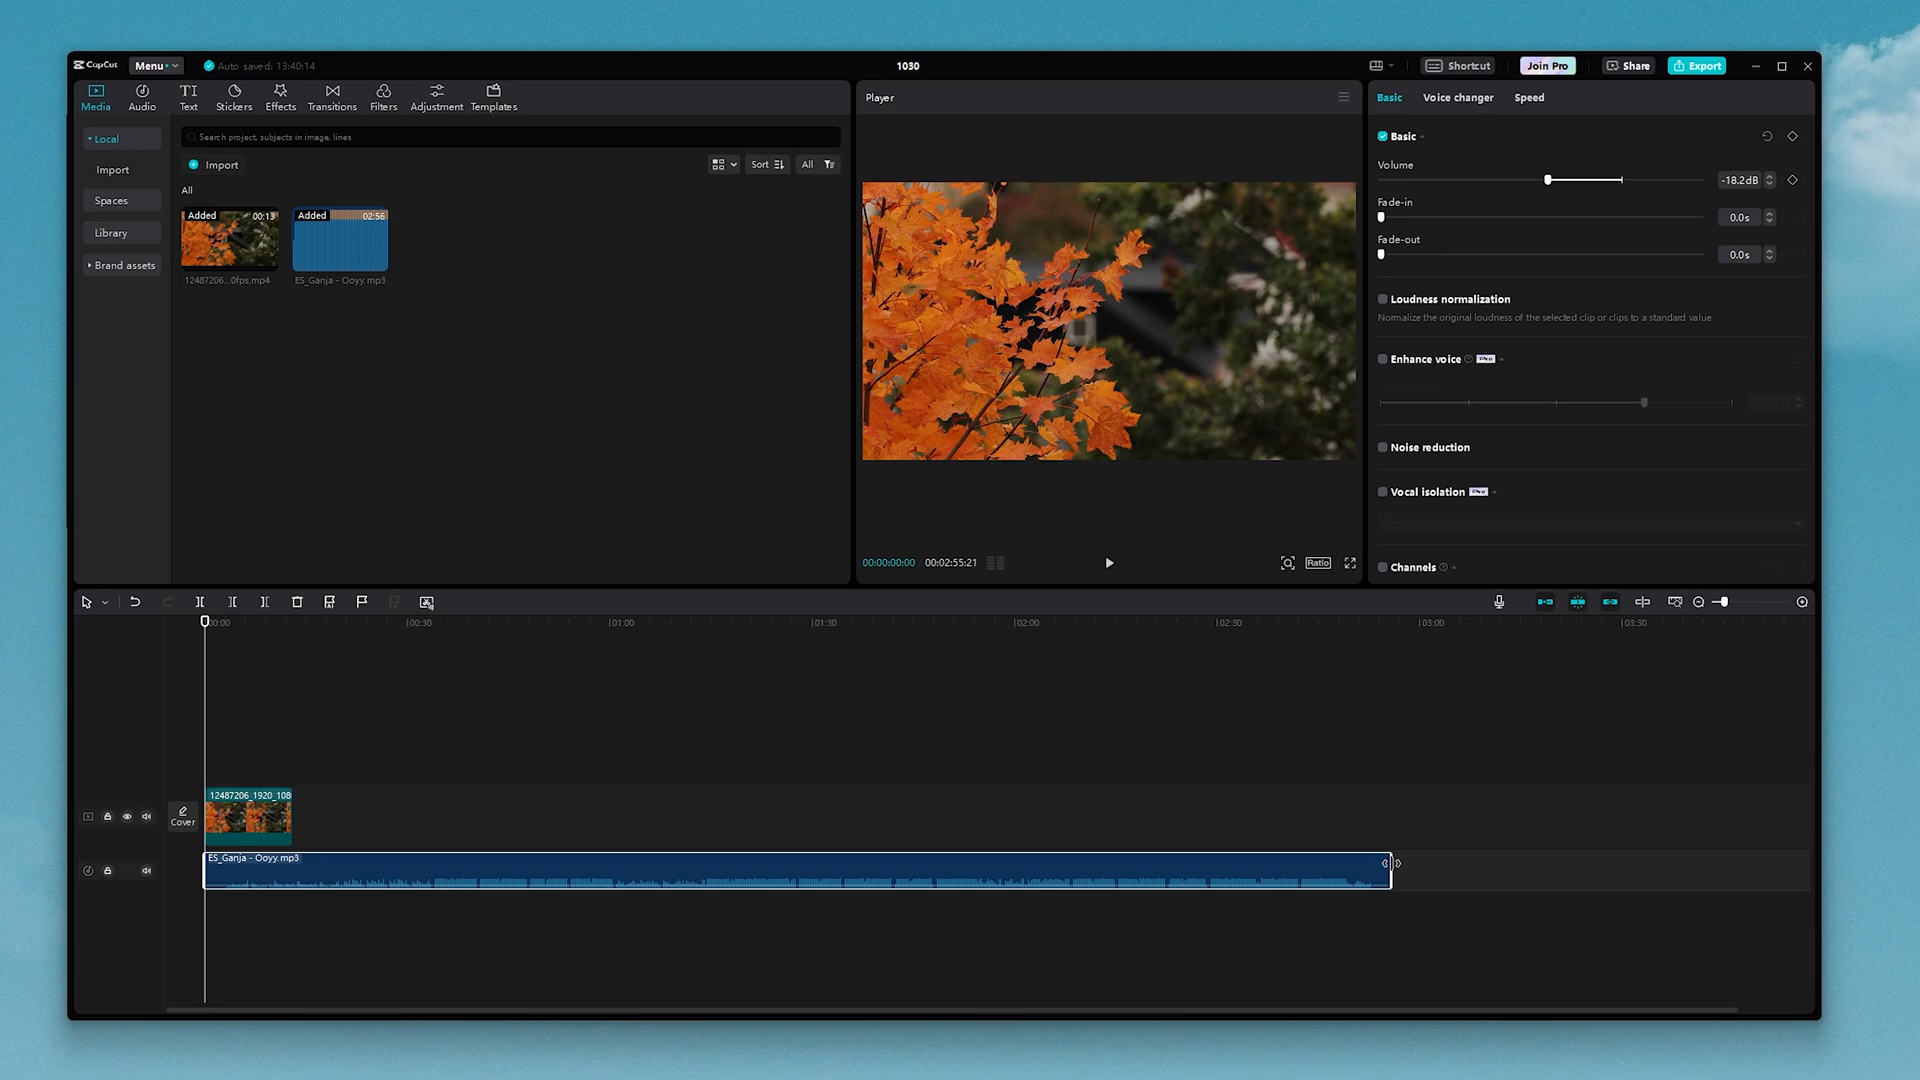 CapCut
Menu
Auto saved: 13:40:14
1030
Shortcut
Join Pro
Share
Export
Media
Audio
Text
Stickers
Effects
Transitions
Filters
Adjustment
Templates
Player
Basic
Voice changer
Speed
Local
Import
Spaces
Library
Brand assets
Search project, subjects in image, lines
Import
Sort
All
All
Added 00:13
Added 02:56
12487206...0fps.mp4
ES_Ganja - Ooyy.mp3
Basic
Volume
-18.2dB
Fade-in
0.0s
Fade-out
0.0s
Loudness normalization
Normalize the original loudness of the selected clip or clips to a standard value
Enhance voice Pro
Noise reduction
Vocal isolation Pro
Channels
00:00:00:00 00:02:55:21
Ratio
00:00 00:30 01:00 01:30 02:00 02:30 03:00 03:30
12487206_1920_108
Cover
ES_Ganja - Ooyy.mp3